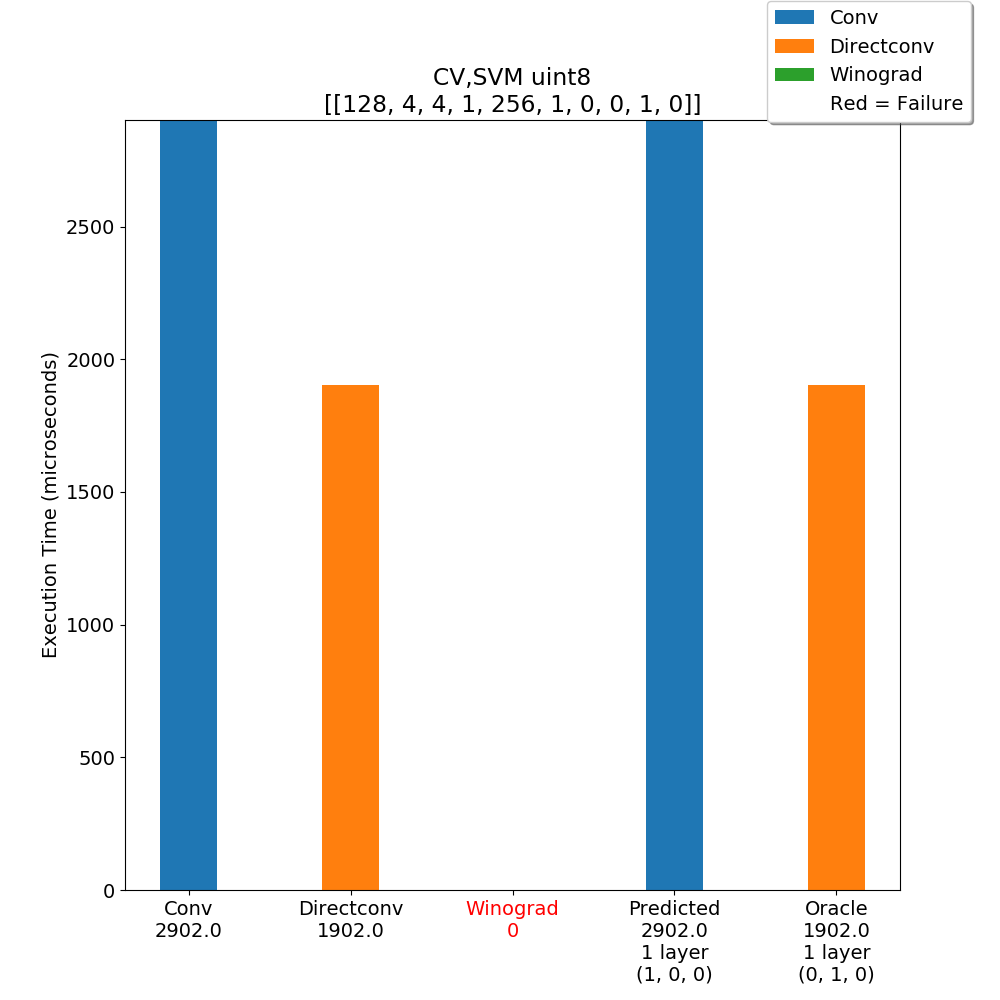 Conv
Directconv
Winograd
Red = Failure
CV,SVM uint8
[[128, 4, 4, 1, 256, 1, 0, 0, 1, 0]]
Execution Time (microseconds)
2500
2000
1500
1000
500
0
Conv
2902.0
Directconv
1902.0
Winograd
0
Predicted
2902.0
1 layer
(1, 0, 0)
Oracle
1902.0
1 layer
(0, 1, 0)